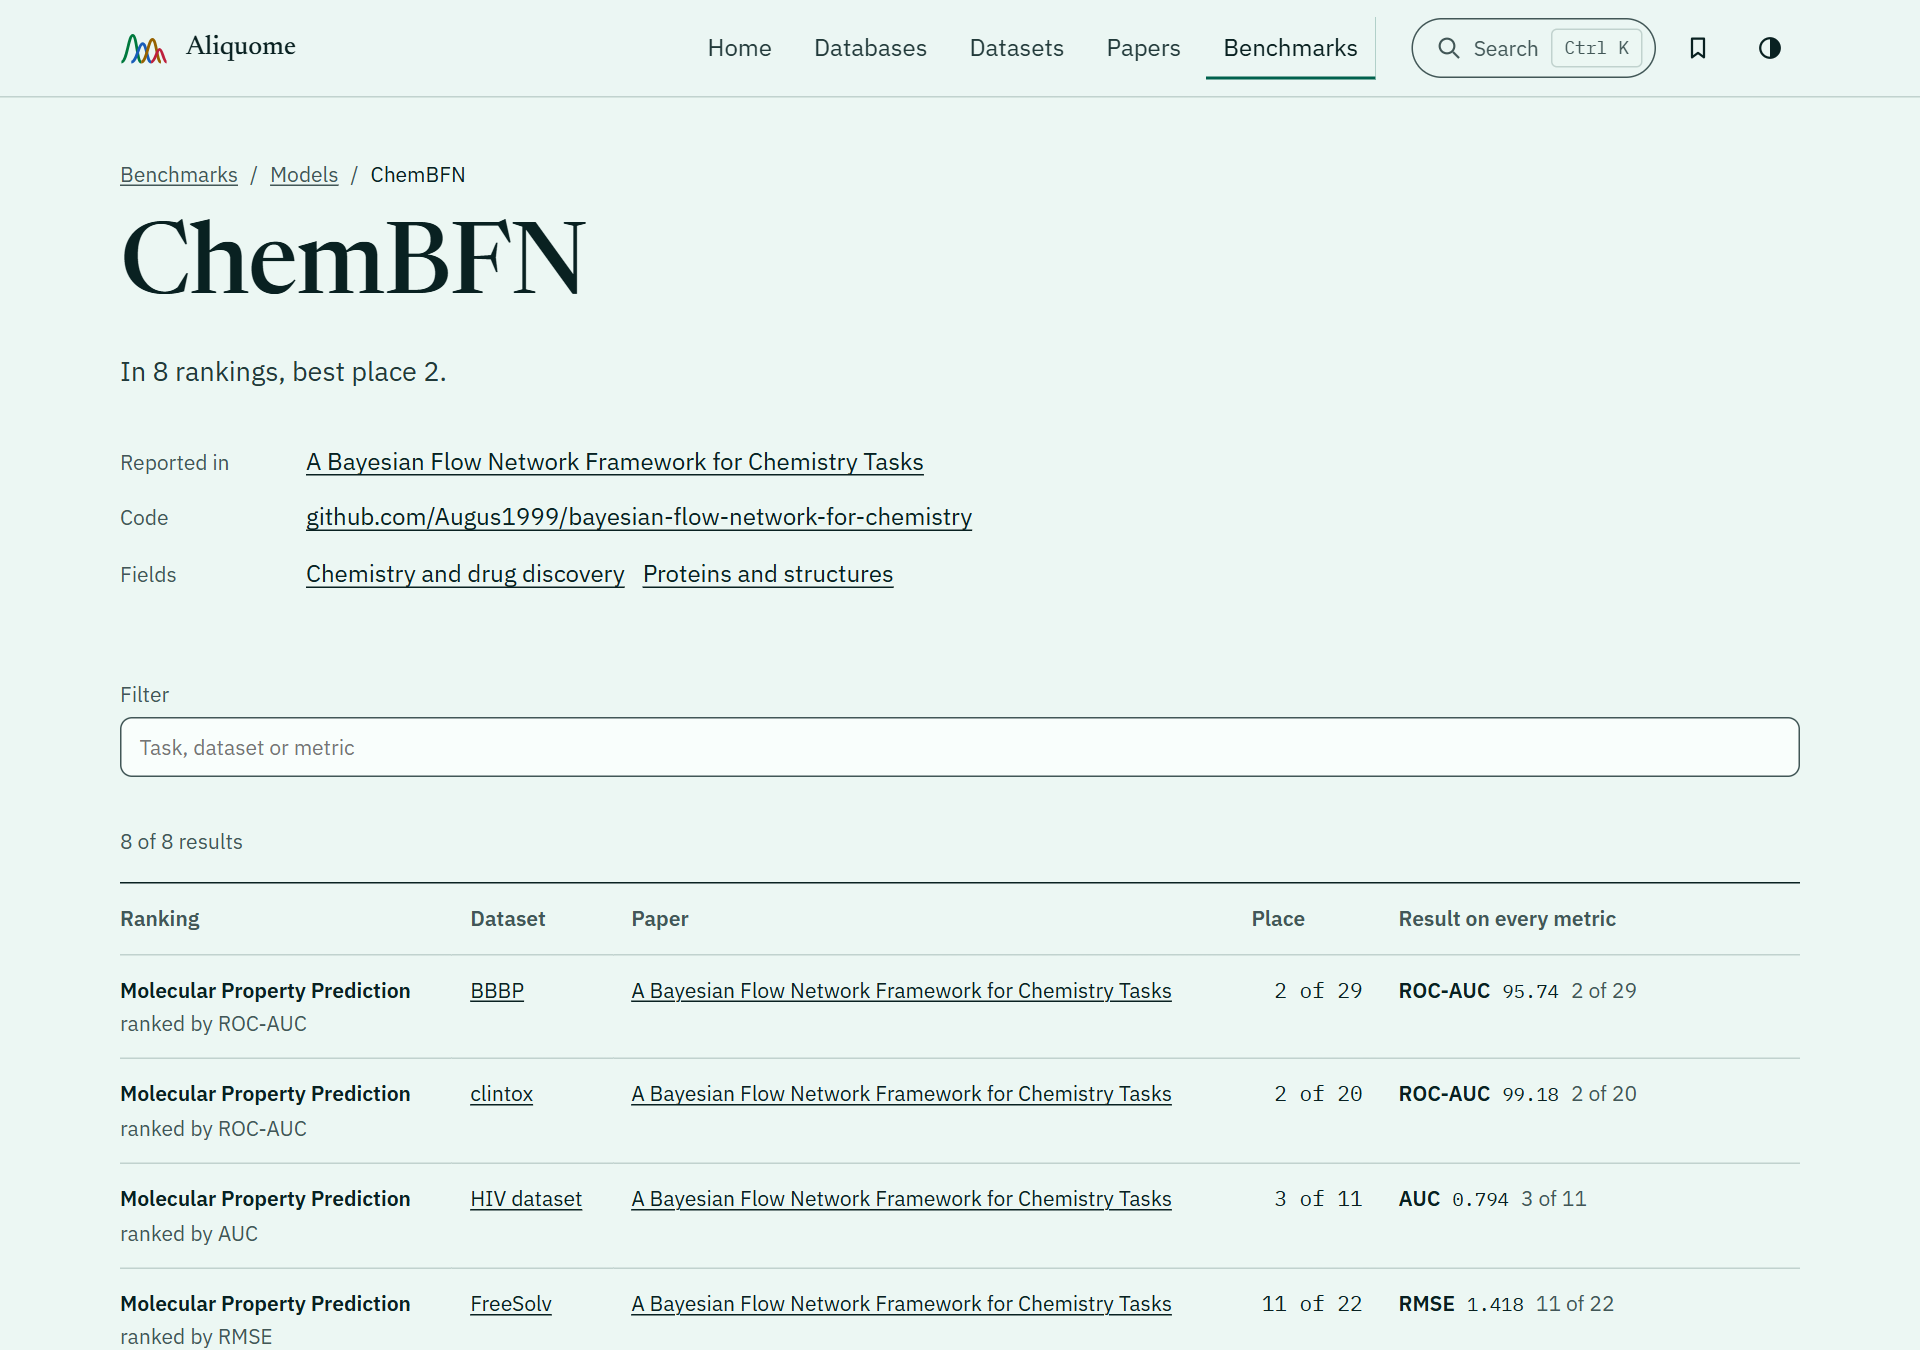 Aliquome
Home Databases Datasets Papers Benchmarks Search Ctrl K
Benchmarks / Models / ChemBFN
ChemBFN
In 8 rankings, best place 2.
Reported in A Bayesian Flow Network Framework for Chemistry Tasks
Code github.com/Augus1999/bayesian-flow-network-for-chemistry
Fields Chemistry and drug discovery Proteins and structures
Filter
Task, dataset or metric
8 of 8 results
Ranking Dataset Paper Place Result on every metric
Molecular Property Prediction BBBP A Bayesian Flow Network Framework for Chemistry Tasks 2 of 29 ROC-AUC 95.74 2 of 29
ranked by ROC-AUC
Molecular Property Prediction clintox A Bayesian Flow Network Framework for Chemistry Tasks 2 of 20 ROC-AUC 99.18 2 of 20
ranked by ROC-AUC
Molecular Property Prediction HIV dataset A Bayesian Flow Network Framework for Chemistry Tasks 3 of 11 AUC 0.794 3 of 11
ranked by AUC
Molecular Property Prediction FreeSolv A Bayesian Flow Network Framework for Chemistry Tasks 11 of 22 RMSE 1.418 11 of 22
ranked by RMSE